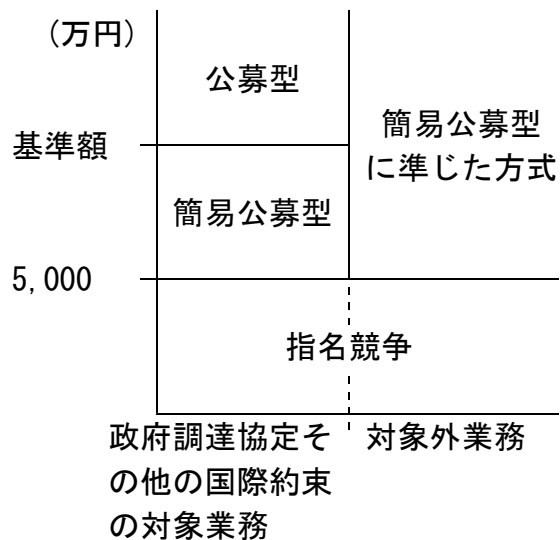 （万円）
公募型
簡易公募型
に準じた方式
基準額
簡易公募型
5,000
指名競争
政府調達協定そ
の他の国際約束
の対象業務
対象外業務